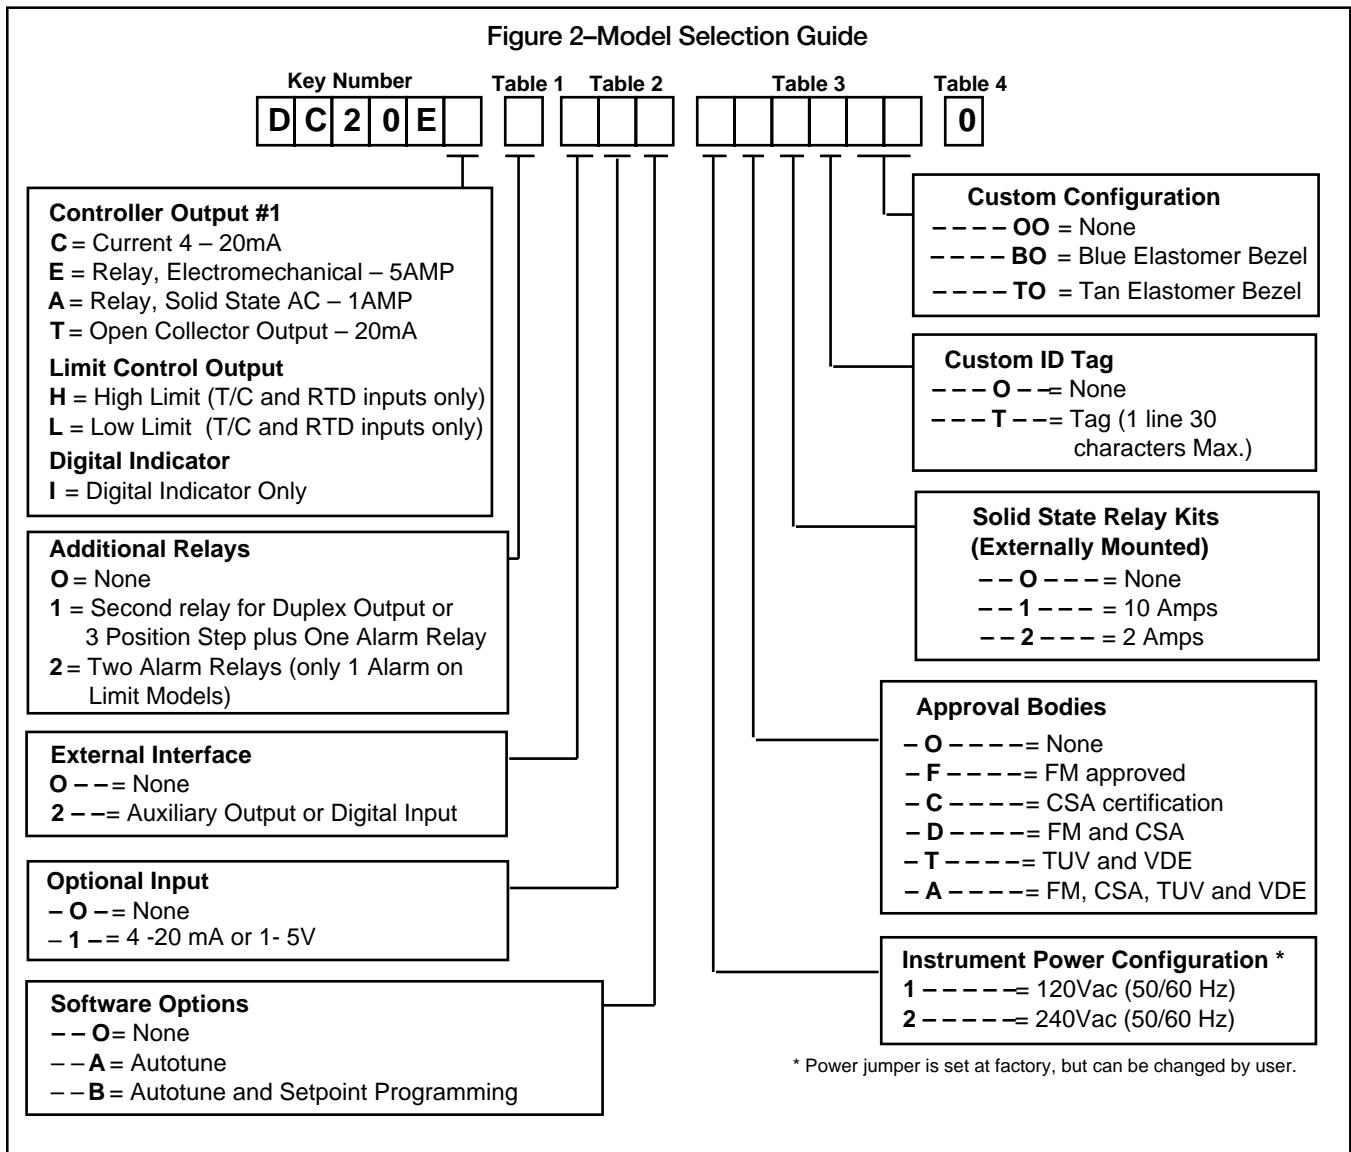 Figure 2–Model Selection Guide
Key Number
Table 1
Table 2
Table 3
Table 4
D C 2 0 E
0
Controller Output #1
C = Current 4 – 20mA
E = Relay, Electromechanical – 5AMP
A = Relay, Solid State AC – 1AMP
T = Open Collector Output – 20mA
Limit Control Output
H = High Limit (T/C and RTD inputs only)
L = Low Limit (T/C and RTD inputs only)
Digital Indicator
I = Digital Indicator Only
Additional Relays
O = None
1 = Second relay for Duplex Output or
3 Position Step plus One Alarm Relay
2 = Two Alarm Relays (only 1 Alarm on
Limit Models)
External Interface
O – – = None
2 – – = Auxiliary Output or Digital Input
Optional Input
– O – = None
– 1 – = 4 -20 mA or 1- 5V
Software Options
– – O = None
– – A = Autotune
– – B = Autotune and Setpoint Programming
Custom Configuration
– – – – OO = None
– – – – BO = Blue Elastomer Bezel
– – – – TO = Tan Elastomer Bezel
Custom ID Tag
– – – O – – = None
– – – T – – = Tag (1 line 30
characters Max.)
Solid State Relay Kits
(Externally Mounted)
– – O – – – = None
– – 1 – – – = 10 Amps
– – 2 – – – = 2 Amps
Approval Bodies
– O – – – – = None
– F – – – – = FM approved
– C – – – – = CSA certification
– D – – – – = FM and CSA
– T – – – – = TUV and VDE
– A – – – – = FM, CSA, TUV and VDE
Instrument Power Configuration *
1 – – – – – = 120Vac (50/60 Hz)
2 – – – – – = 240Vac (50/60 Hz)
* Power jumper is set at factory, but can be changed by user.